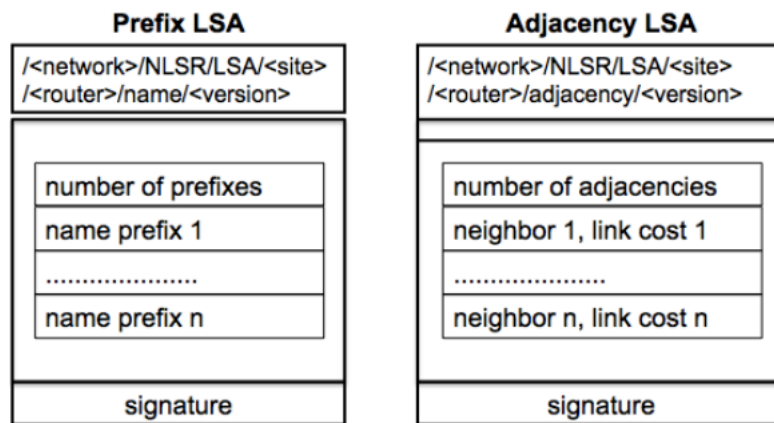 Prefix LSA
/<network>/NLSR/LSA/<site>
/<router>/name/<version>
number of prefixes
name prefix 1
.....................
name prefix n
signature
Adjacency LSA
/<network>/NLSR/LSA/<site>
/<router>/adjacency/<version>
number of adjacencies
neighbor 1, link cost 1
.....................
neighbor n, link cost n
signature